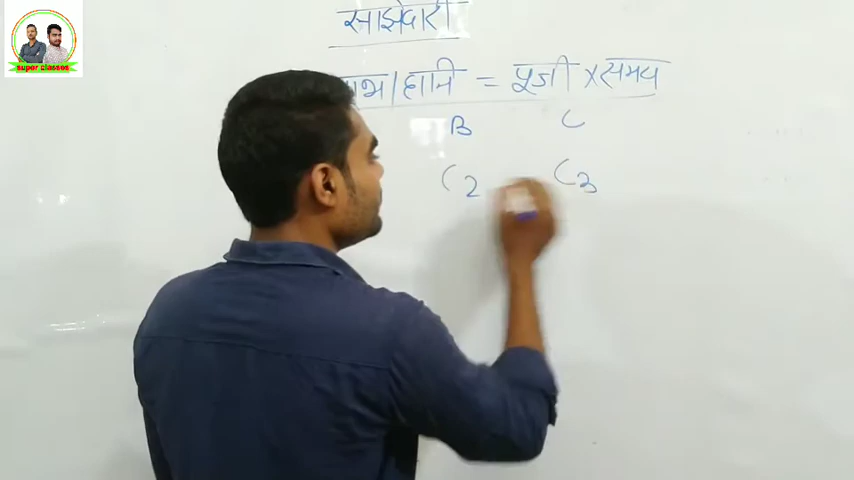 super classes
साझेदारी
लाभ/हानि = पूजी × समय
B C
C2 C3